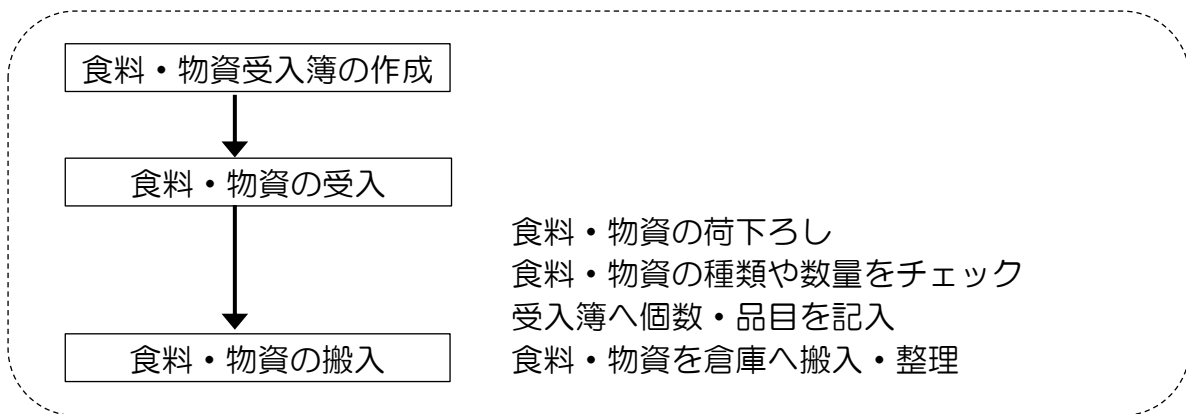 食料・物資受入簿の作成
食料・物資の受入
食料・物資の荷下ろし
食料・物資の種類や数量をチェック
受入簿へ個数・品目を記入
食料・物資の搬入
食料・物資を倉庫へ搬入・整理